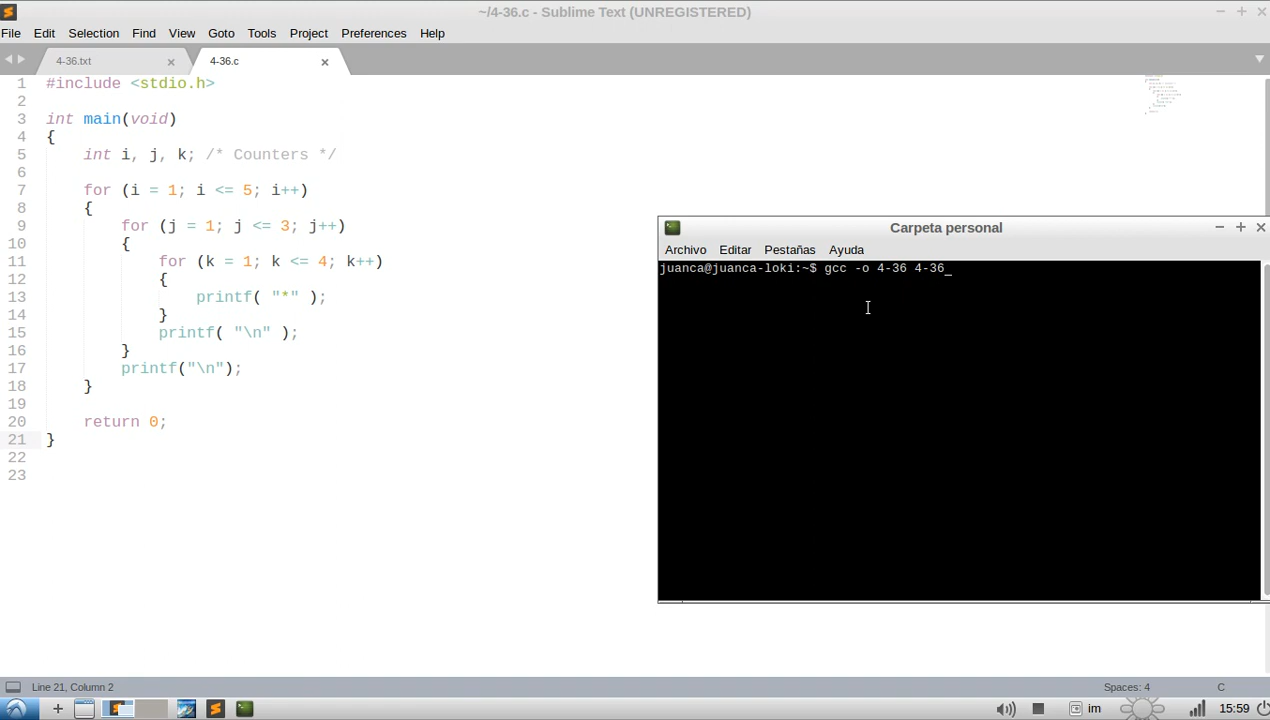 ~/4-36.c - Sublime Text (UNREGISTERED)
File Edit Selection Find View Goto Tools Project Preferences Help
4-36.txt 4-36.c
1 #include <stdio.h>
2
3 int main(void)
4 {
5 int i, j, k; /* Counters */
6
7 for (i = 1; i <= 5; i++)
8 {
9 for (j = 1; j <= 3; j++)
10 {
11 for (k = 1; k <= 4; k++)
12 {
13 printf( "*" );
14 }
15 printf( "\n" );
16 }
17 printf("\n");
18 }
19
20 return 0;
21 }
22
23
Carpeta personal
Archivo Editar Pestañas Ayuda
juanca@juanca-loki:~$ gcc -o 4-36 4-36_
Line 21, Column 2 Spaces: 4 C
im 15:59